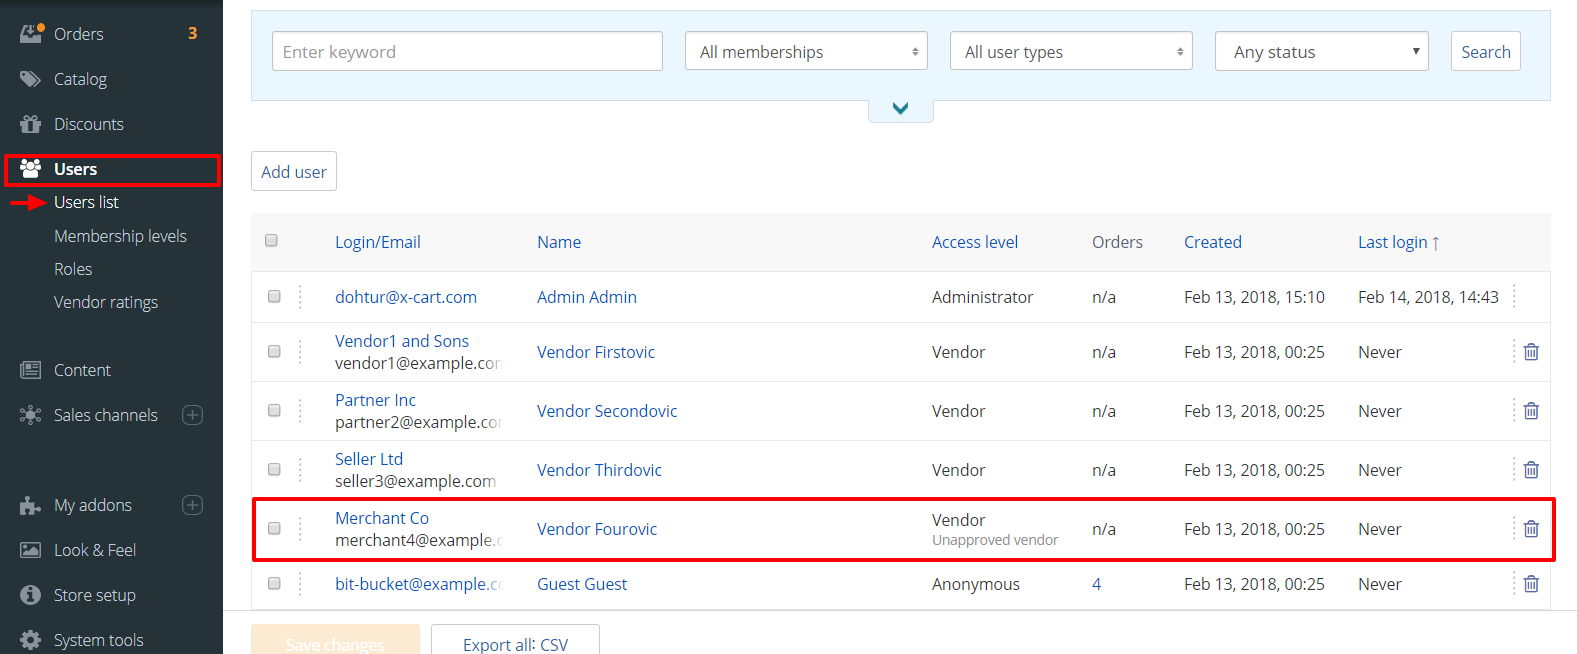 Orders 3
Catalog
Discounts
Users
Users list
Membership levels
Roles
Vendor ratings
Content
Sales channels
My addons
Look & Feel
Store setup
System tools
Enter keyword All memberships All user types Any status Search
Add user
Login/Email Name Access level Orders Created Last login ↑
dohtur@x-cart.com Admin Admin Administrator n/a Feb 13, 2018, 15:10 Feb 14, 2018, 14:43
Vendor1 and Sons
vendor1@example.com Vendor Firstovic Vendor n/a Feb 13, 2018, 00:25 Never
Partner Inc
partner2@example.co Vendor Secondovic Vendor n/a Feb 13, 2018, 00:25 Never
Seller Ltd
seller3@example.com Vendor Thirdovic Vendor n/a Feb 13, 2018, 00:25 Never
Merchant Co
merchant4@example.c Vendor Fourovic Vendor n/a Feb 13, 2018, 00:25 Never
Unapproved vendor
bit-bucket@example.co Guest Guest Anonymous 4 Feb 13, 2018, 00:25 Never
Save changes Export all: CSV